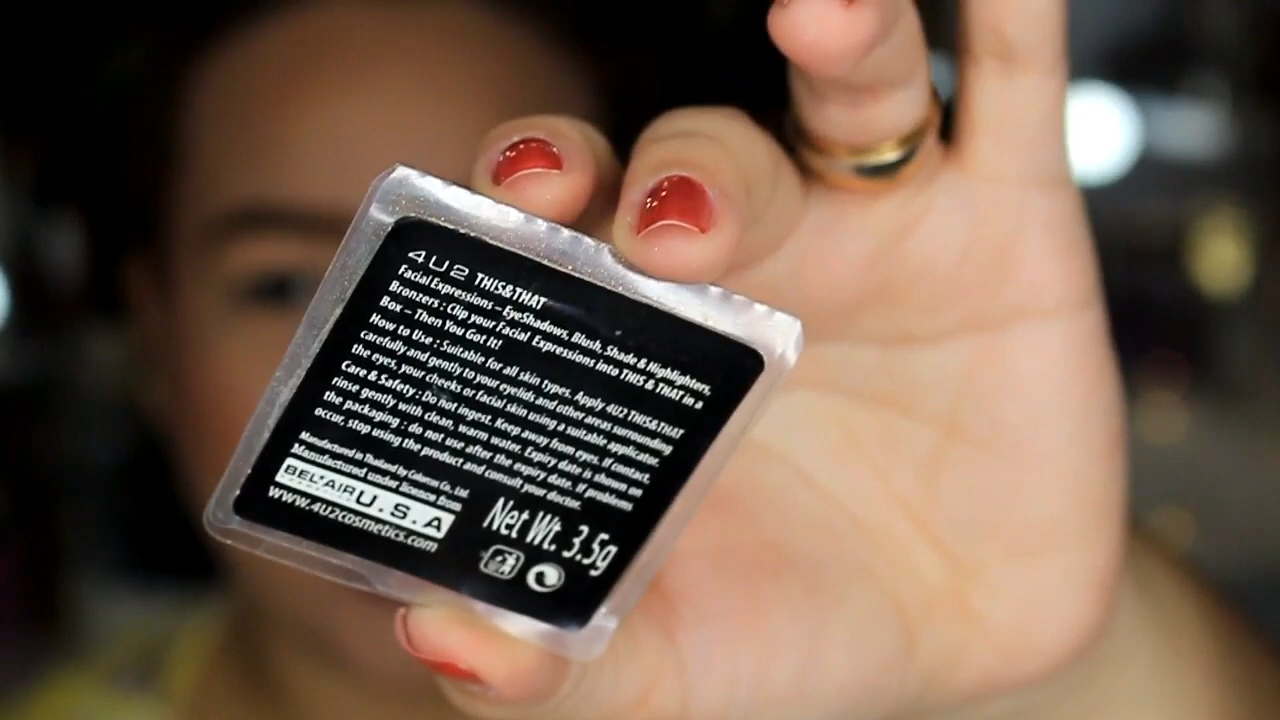 4U2 THIS&THAT
Facial Expressions – EyeShadows, Blush, Shade & Highlighters,
Bronzers : Clip your Facial Expressions into THIS & THAT in a
Box – Then You Got It!
How to Use : Suitable for all skin types. Apply 4U2 THIS&THAT
carefully and gently to your eyelids and other areas surrounding
the eyes, your cheeks or facial skin using a suitable applicator.
Care & Safety : Do not ingest. Keep away from eyes. If contact,
rinse gently with clean, warm water. Expiry date is shown on
the packaging : do not use after the expiry date. If problems
occur, stop using the product and consult your doctor.
Manufactured in Thailand by Co., Ltd
Manufactured under licence from
BEL'AIR U.S.A
www.4U2cosmetics.com
Net Wt. 3.5g